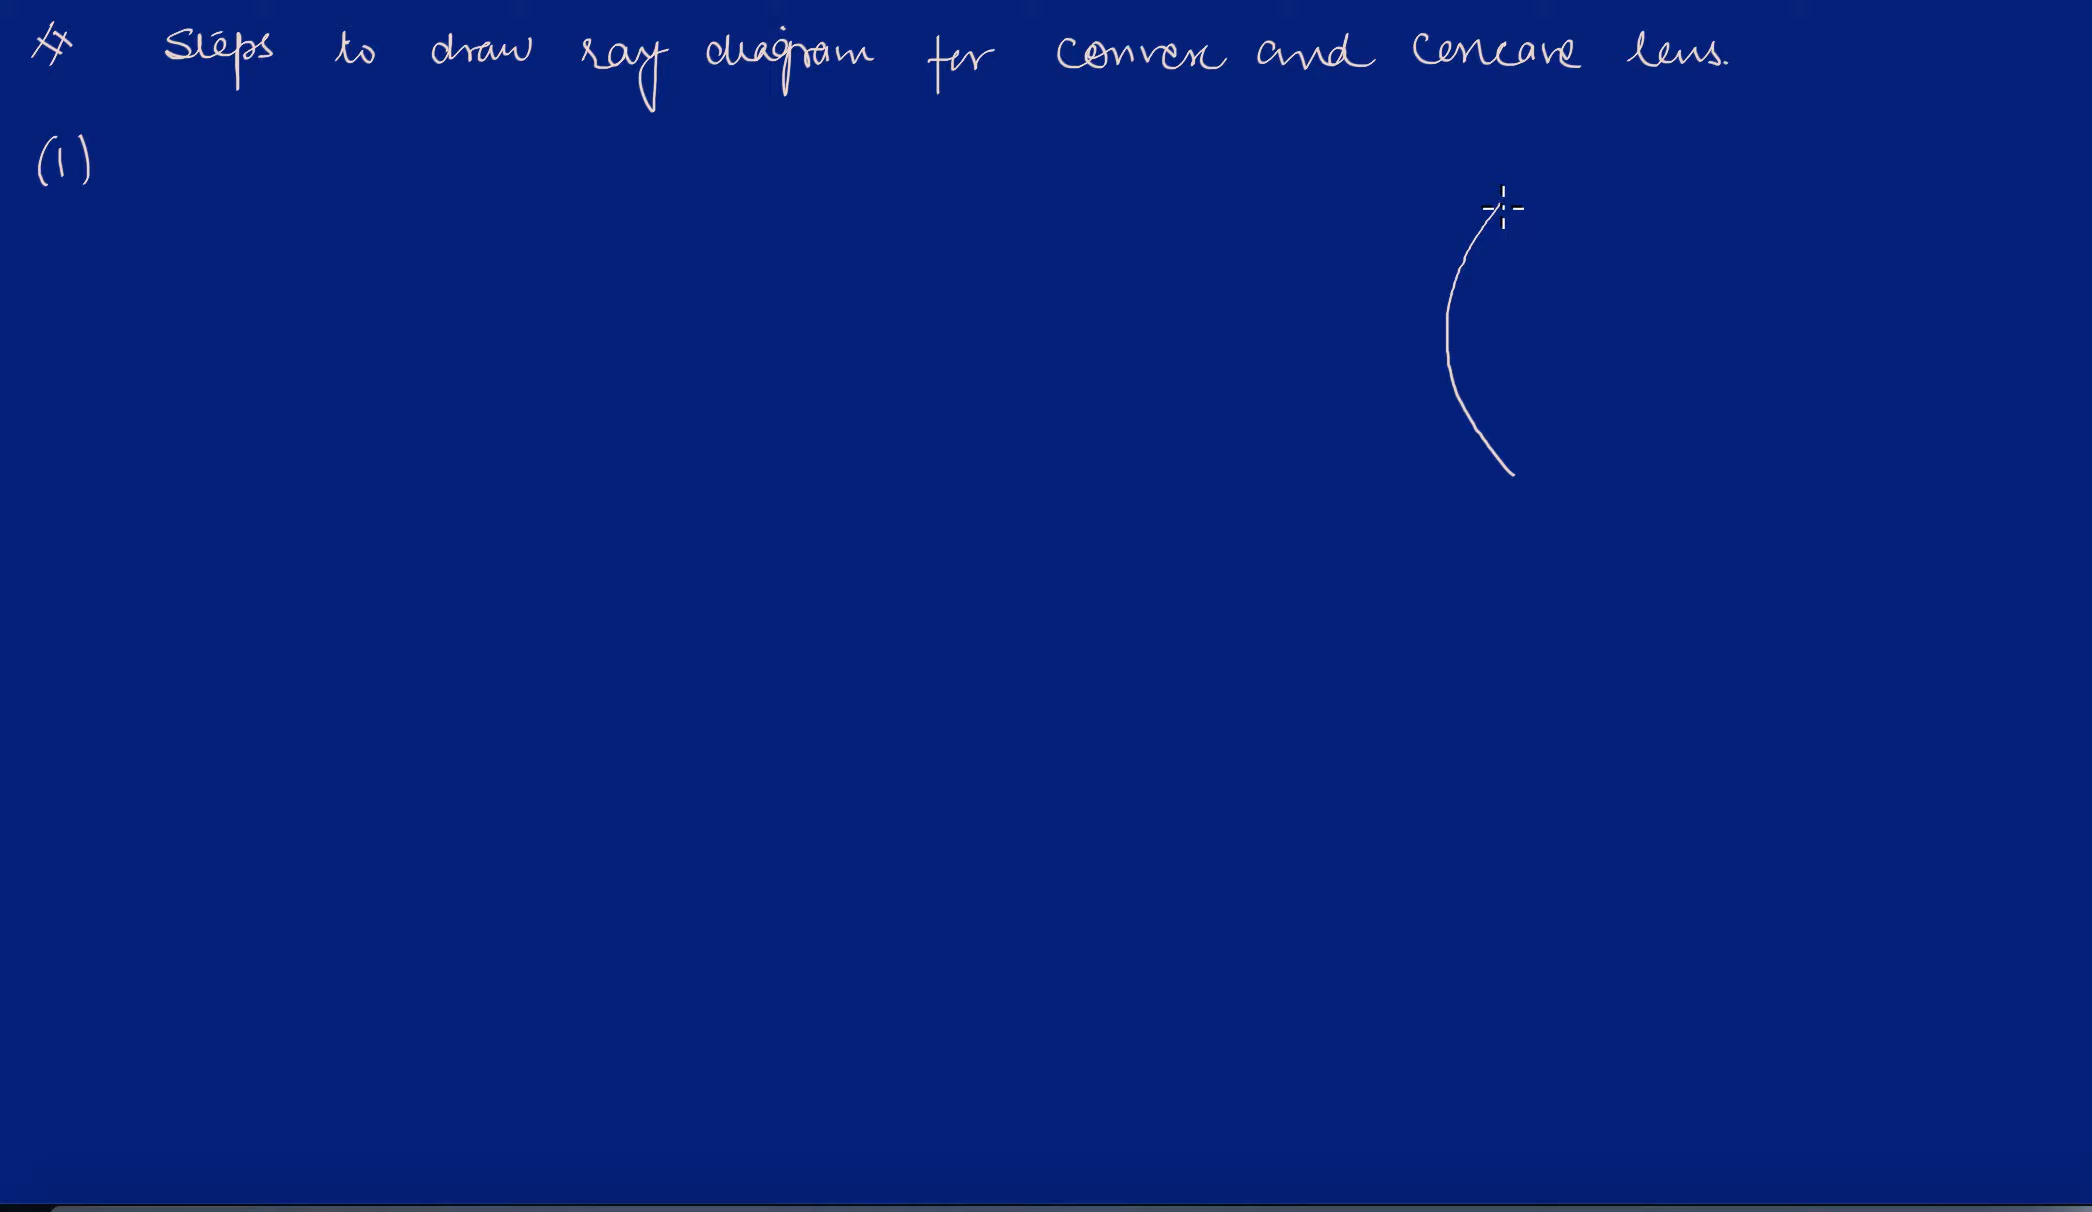 # Steps to draw ray diagram for convex and concave lens.
(1)